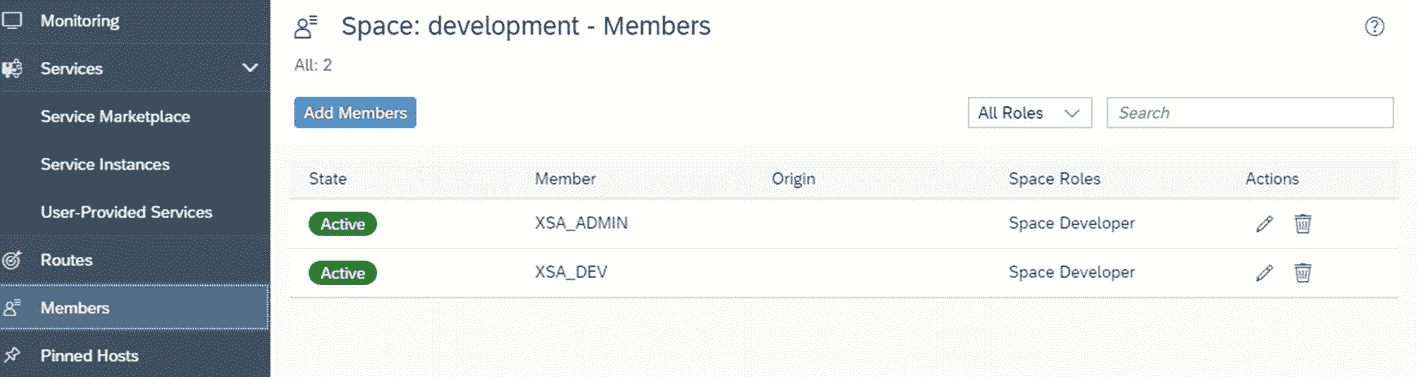 Monitoring
Services
Service Marketplace
Service Instances
User-Provided Services
Routes
Members
Pinned Hosts
Space: development - Members
All: 2
Add Members
All Roles
Search
State Member Origin Space Roles Actions
Active XSA_ADMIN Space Developer
Active XSA_DEV Space Developer